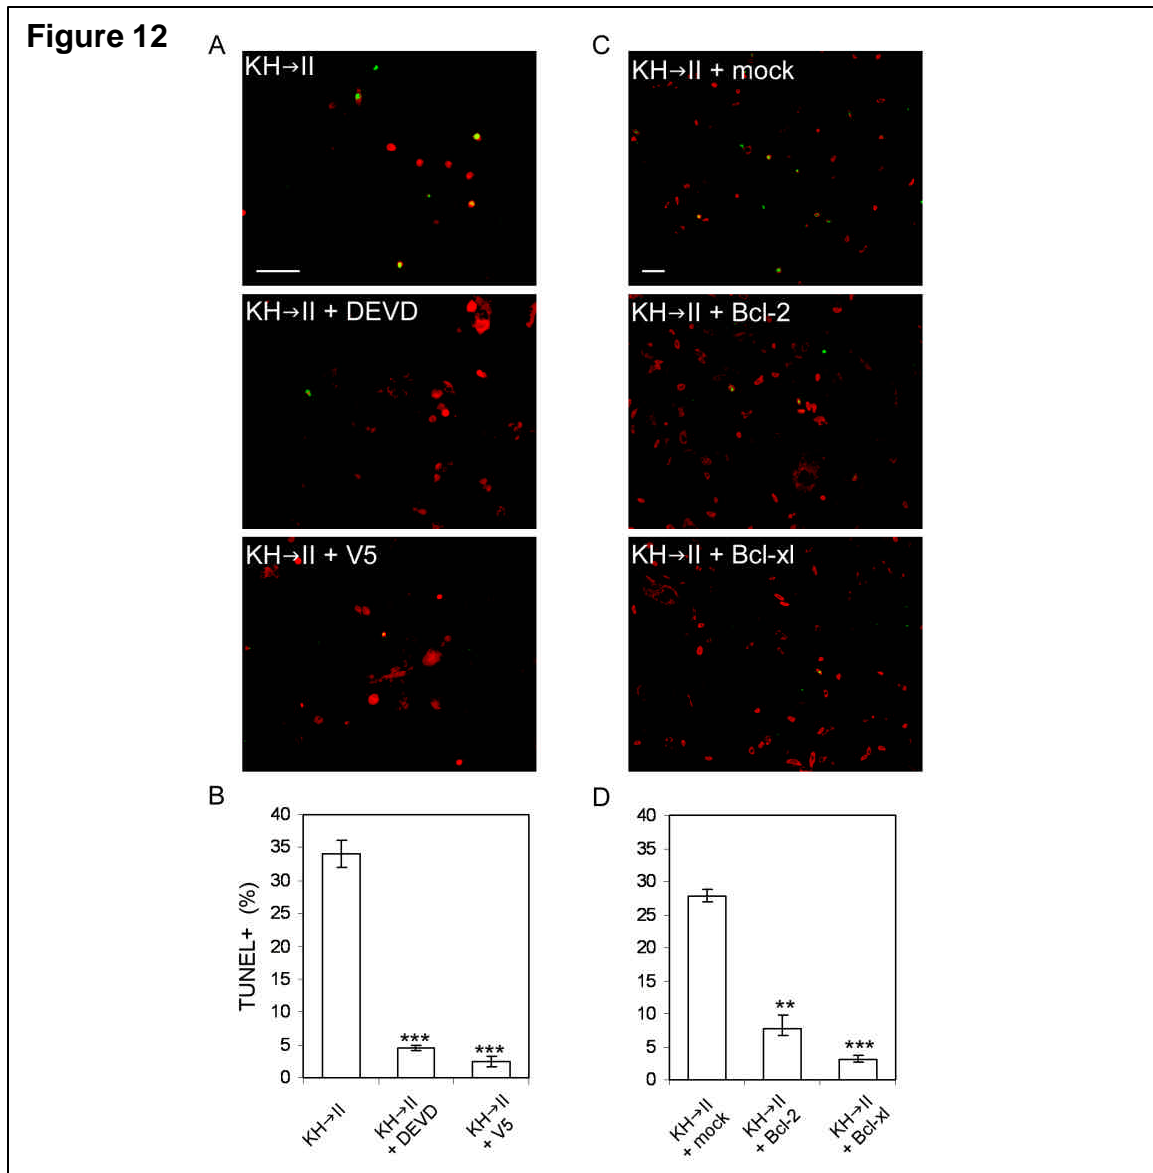 Figure 12
A
KH→II
KH→II + DEVD
KH→II + V5
C
KH→II + mock
KH→II + Bcl-2
KH→II + Bcl-xl
B
TUNEL+ (%)
40
35
30
25
20
15
10
5
0
***
***
KH→II
KH→II
+ DEVD
KH→II
+ V5
D
40
35
30
25
20
15
10
5
0
**
***
KH→II
+ mock
KH→II
+ Bcl-2
KH→II
+ Bcl-xl